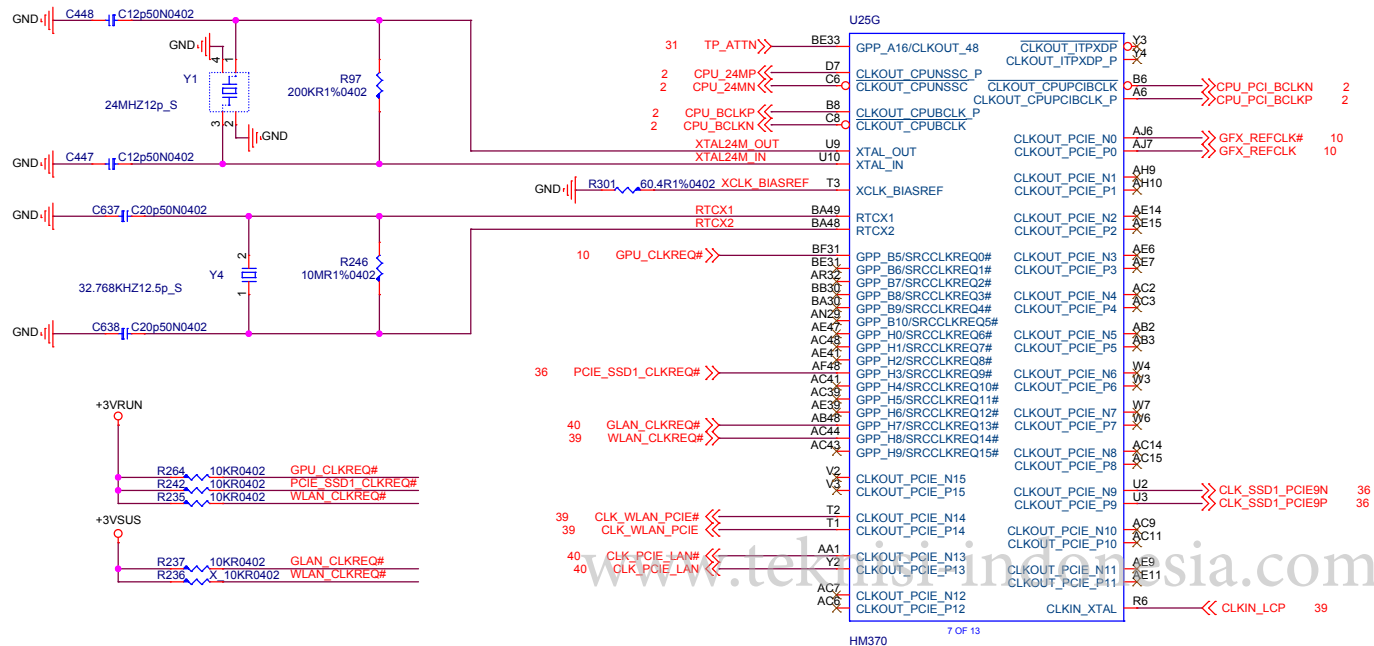 GND C448 C12p50N0402
GND
4 1
Y1
24MHZ12p_S
3 2
GND
R97
200KR1%0402
GND C447 C12p50N0402
XTAL24M_OUT
XTAL24M_IN
GND R301 60.4R1%0402 XCLK_BIASREF
GND C637 C20p50N0402
RTCX1
RTCX2
2
Y4
1
32.768KHZ12.5p_S
R246
10MR1%0402
GND C638 C20p50N0402
+3VRUN
R264 10KR0402 GPU_CLKREQ#
R242 10KR0402 PCIE_SSD1_CLKREQ#
R235 10KR0402 WLAN_CLKREQ#
+3VSUS
R237 10KR0402 GLAN_CLKREQ#
R236 X_10KR0402 WLAN_CLKREQ#
U25G
31 TP_ATTN BE33 GPP_A16/CLKOUT_48
2 CPU_24MP D7 CLKOUT_CPUNSSC_P
2 CPU_24MN C6 CLKOUT_CPUNSSC
2 CPU_BCLKP B8 CLKOUT_CPUBCLK_P
2 CPU_BCLKN C8 CLKOUT_CPUBCLK
U9 XTAL_OUT
U10 XTAL_IN
T3 XCLK_BIASREF
BA49 RTCX1
BA48 RTCX2
10 GPU_CLKREQ# BF31 GPP_B5/SRCCLKREQ0#
BE31 GPP_B6/SRCCLKREQ1#
AR32 GPP_B7/SRCCLKREQ2#
BB30 GPP_B8/SRCCLKREQ3#
BA30 GPP_B9/SRCCLKREQ4#
AN29 GPP_B10/SRCCLKREQ5#
AE47 GPP_H0/SRCCLKREQ6#
AC48 GPP_H1/SRCCLKREQ7#
AE41 GPP_H2/SRCCLKREQ8#
36 PCIE_SSD1_CLKREQ# AF48 GPP_H3/SRCCLKREQ9#
AC41 GPP_H4/SRCCLKREQ10#
AC39 GPP_H5/SRCCLKREQ11#
AE39 GPP_H6/SRCCLKREQ12#
40 GLAN_CLKREQ# AB48 GPP_H7/SRCCLKREQ13#
39 WLAN_CLKREQ# AC44 GPP_H8/SRCCLKREQ14#
AC43 GPP_H9/SRCCLKREQ15#
V2 CLKOUT_PCIE_N15
V3 CLKOUT_PCIE_P15
39 CLK_WLAN_PCIE# T2 CLKOUT_PCIE_N14
39 CLK_WLAN_PCIE T1 CLKOUT_PCIE_P14
40 CLK_PCIE_LAN# AA1 CLKOUT_PCIE_N13
40 CLK_PCIE_LAN Y2 CLKOUT_PCIE_P13
AC7 CLKOUT_PCIE_N12
AC6 CLKOUT_PCIE_P12
CLKOUT_ITPXDP Y3
CLKOUT_ITPXDP_P Y4
CLKOUT_CPUPCIBCLK B6 CPU_PCI_BCLKN 2
CLKOUT_CPUPCIBCLK_P A6 CPU_PCI_BCLKP 2
CLKOUT_PCIE_N0 AJ6 GFX_REFCLK# 10
CLKOUT_PCIE_P0 AJ7 GFX_REFCLK 10
CLKOUT_PCIE_N1 AH9
CLKOUT_PCIE_P1 AH10
CLKOUT_PCIE_N2 AE14
CLKOUT_PCIE_P2 AE15
CLKOUT_PCIE_N3 AE6
CLKOUT_PCIE_P3 AE7
CLKOUT_PCIE_N4 AC2
CLKOUT_PCIE_P4 AC3
CLKOUT_PCIE_N5 AB2
CLKOUT_PCIE_P5 AB3
CLKOUT_PCIE_N6 W4
CLKOUT_PCIE_P6 W3
CLKOUT_PCIE_N7 W7
CLKOUT_PCIE_P7 W6
CLKOUT_PCIE_N8 AC14
CLKOUT_PCIE_P8 AC15
CLKOUT_PCIE_N9 U2 CLK_SSD1_PCIE9N 36
CLKOUT_PCIE_P9 U3 CLK_SSD1_PCIE9P 36
CLKOUT_PCIE_N10 AC9
CLKOUT_PCIE_P10 AC11
CLKOUT_PCIE_N11 AE9
CLKOUT_PCIE_P11 AE11
CLKIN_XTAL R6 CLKIN_LCP 39
www.teknisi-indonesia.com
7 OF 13
HM370